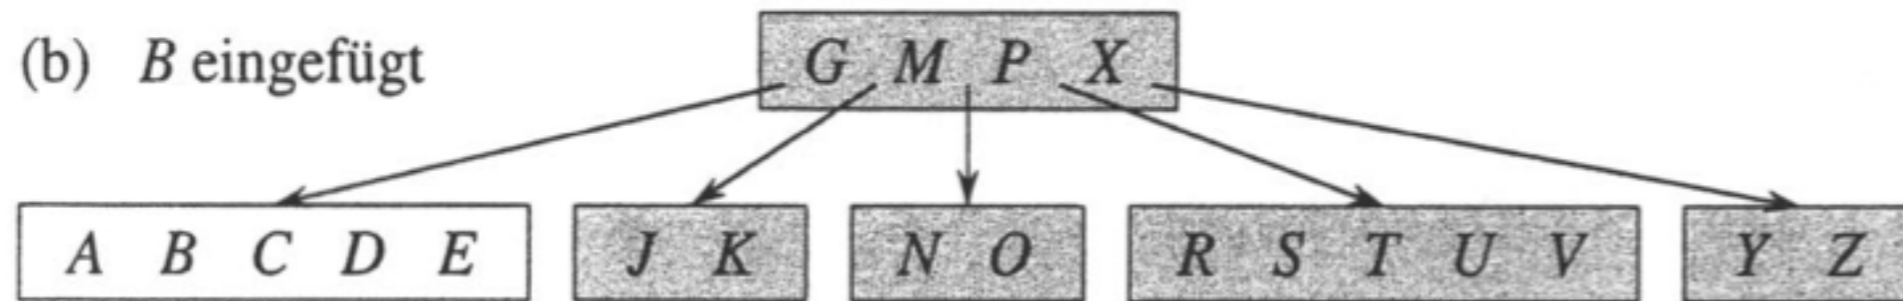 (b) B eingefügt
G M P X
A B C D E J K N O R S T U V Y Z